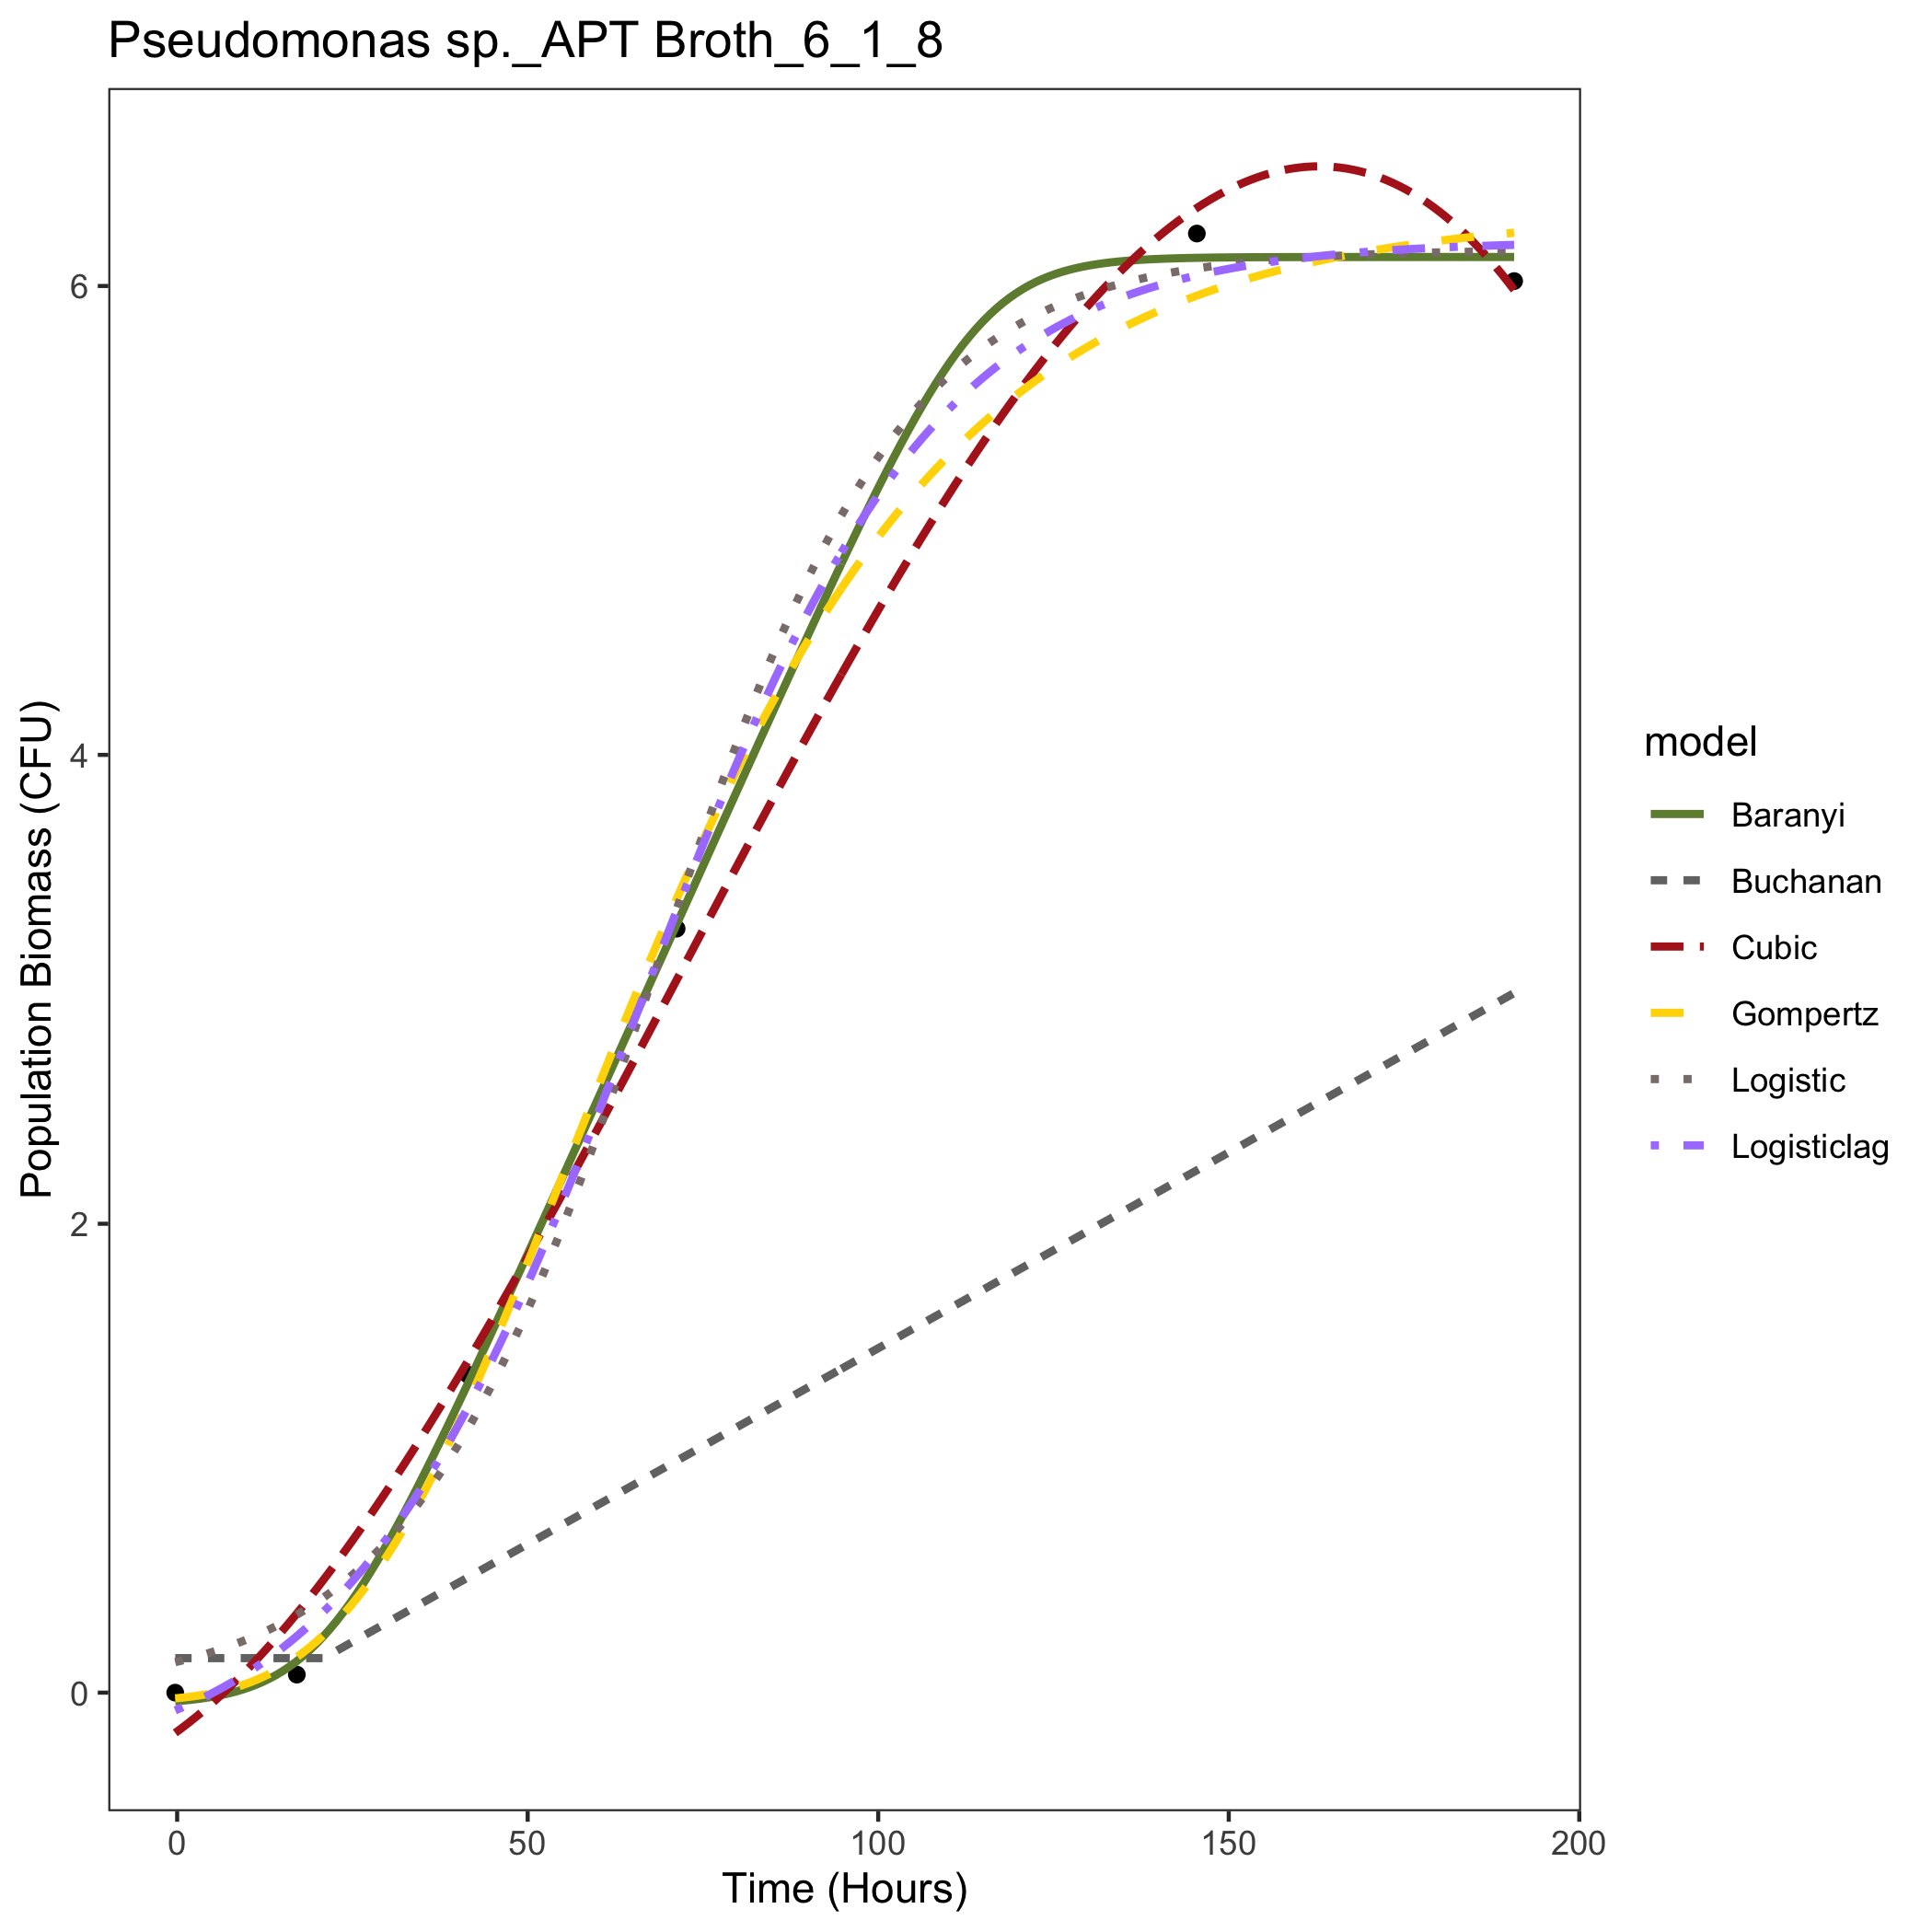 Pseudomonas sp._APT Broth_6_1_8
Population Biomass (CFU)
6
4
2
0
0 50 100 150 200
Time (Hours)
model
Baranyi
Buchanan
Cubic
Gompertz
Logistic
Logisticlag